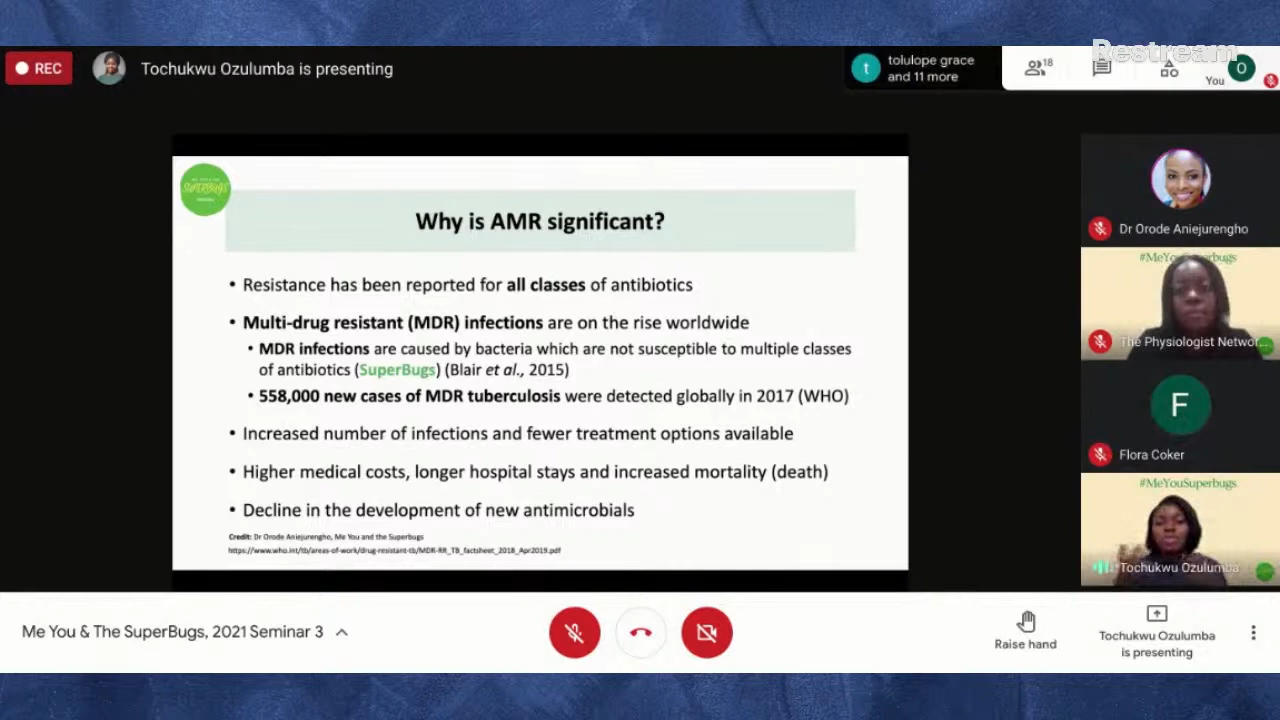 Restream
REC
Tochukwu Ozulumba is presenting
t
tolulope grace
and 11 more
18
You
O
SUPERBUGS
Why is AMR significant?
• Resistance has been reported for all classes of antibiotics
• Multi-drug resistant (MDR) infections are on the rise worldwide
• MDR infections are caused by bacteria which are not susceptible to multiple classes
of antibiotics (SuperBugs) (Blair et al., 2015)
• 558,000 new cases of MDR tuberculosis were detected globally in 2017 (WHO)
• Increased number of infections and fewer treatment options available
• Higher medical costs, longer hospital stays and increased mortality (death)
• Decline in the development of new antimicrobials
Credit: Dr Orode Aniejurengho, Me You and the Superbugs
https://www.who.int/tb/areas-of-work/drug-resistant-tb/MDR-RR_TB_factsheet_2018_Apr2019.pdf
Dr Orode Aniejurengho
#MeYouSuperbugs
The Physiologist Networ...
F
Flora Coker
#MeYouSuperbugs
Tochukwu Ozulumba
Me You & The SuperBugs, 2021 Seminar 3
Raise hand
Tochukwu Ozulumba
is presenting